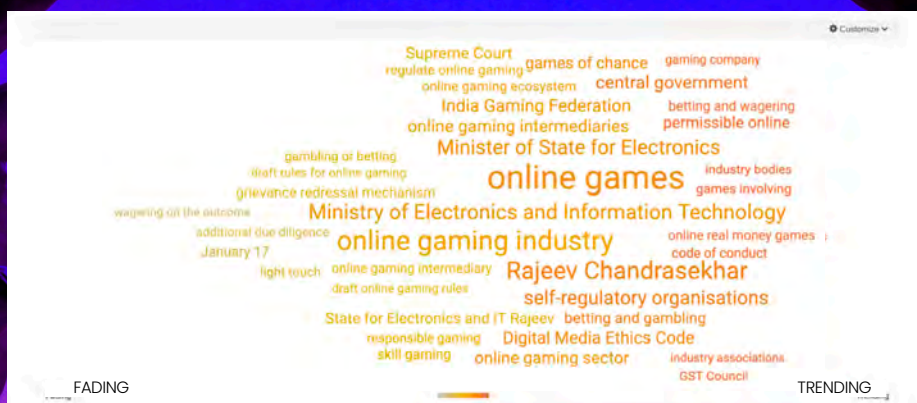 Customize
Supreme Court
games of chance
gaming company
regulate online gaming
online gaming ecosystem
central government
India Gaming Federation
betting and wagering
online gaming intermediaries
permissible online
Minister of State for Electronics
gambling or betting
draft rules for online gaming
online games
industry bodies
grievance redressal mechanism
games involving
wagering on the outcome
Ministry of Electronics and Information Technology
additional due diligence
online gaming industry
online real money games
January 17
code of conduct
light touch
online gaming intermediary
Rajeev Chandrasekhar
draft online gaming rules
self-regulatory organisations
State for Electronics and IT Rajeev
betting and gambling
responsible gaming
Digital Media Ethics Code
skill gaming
online gaming sector
industry associations
GST Council
FADING
TRENDING